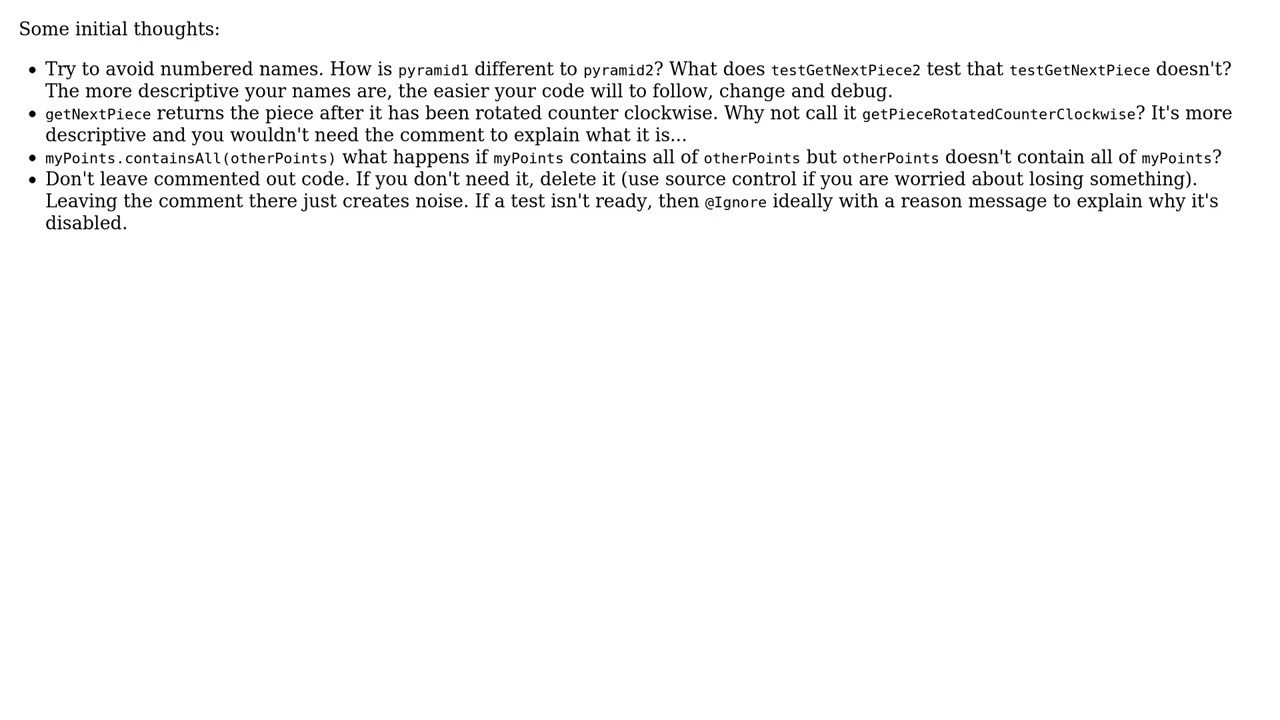 Some initial thoughts:
• Try to avoid numbered names. How is pyramid1 different to pyramid2? What does testGetNextPiece2 test that testGetNextPiece doesn't?
The more descriptive your names are, the easier your code will to follow, change and debug.
• getNextPiece returns the piece after it has been rotated counter clockwise. Why not call it getPieceRotatedCounterClockwise? It's more
descriptive and you wouldn't need the comment to explain what it is...
• myPoints.containsAll(otherPoints) what happens if myPoints contains all of otherPoints but otherPoints doesn't contain all of myPoints?
• Don't leave commented out code. If you don't need it, delete it (use source control if you are worried about losing something).
Leaving the comment there just creates noise. If a test isn't ready, then @Ignore ideally with a reason message to explain why it's
disabled.